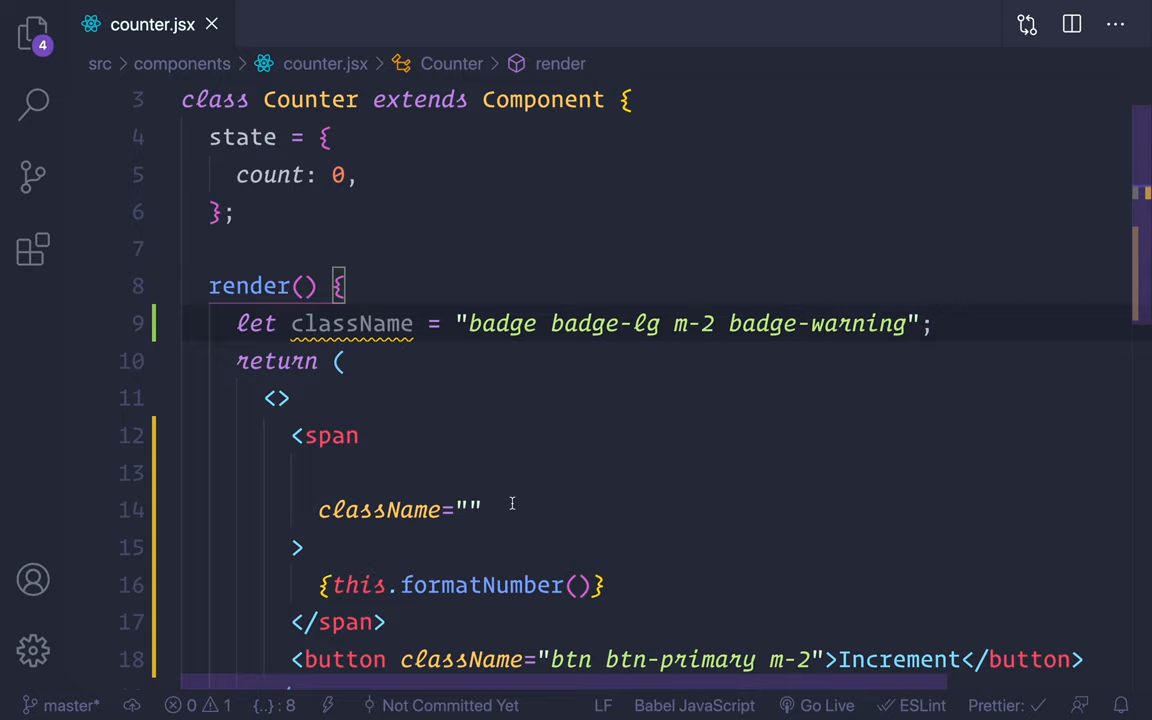 counter.jsx
4
src > components > counter.jsx > Counter > render
3 class Counter extends Component {
4 state = {
5 count: 0,
6 };
7
8 render() {
9 let className = "badge badge-lg m-2 badge-warning";
10 return (
11 <>
12 <span
13
14 className=""
15 >
16 {this.formatNumber()}
17 </span>
18 <button className="btn btn-primary m-2">Increment</button>
master* 0 1 {..} : 8 Not Committed Yet LF Babel JavaScript Go Live ESLint Prettier: ✓